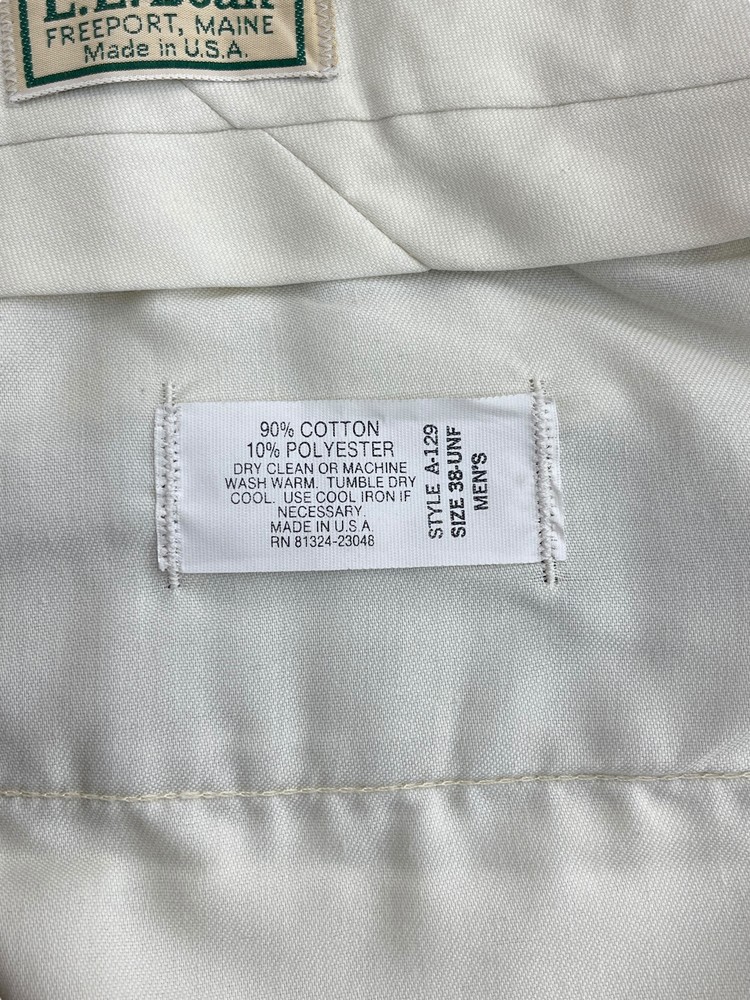 L.L.Bean
FREEPORT, MAINE
Made in U.S.A.
90% COTTON
10% POLYESTER
DRY CLEAN OR MACHINE
WASH WARM. TUMBLE DRY
COOL. USE COOL IRON IF
NECESSARY.
MADE IN U.S.A.
RN 81324-23048
STYLE A-129
SIZE 38-UNF
MEN'S